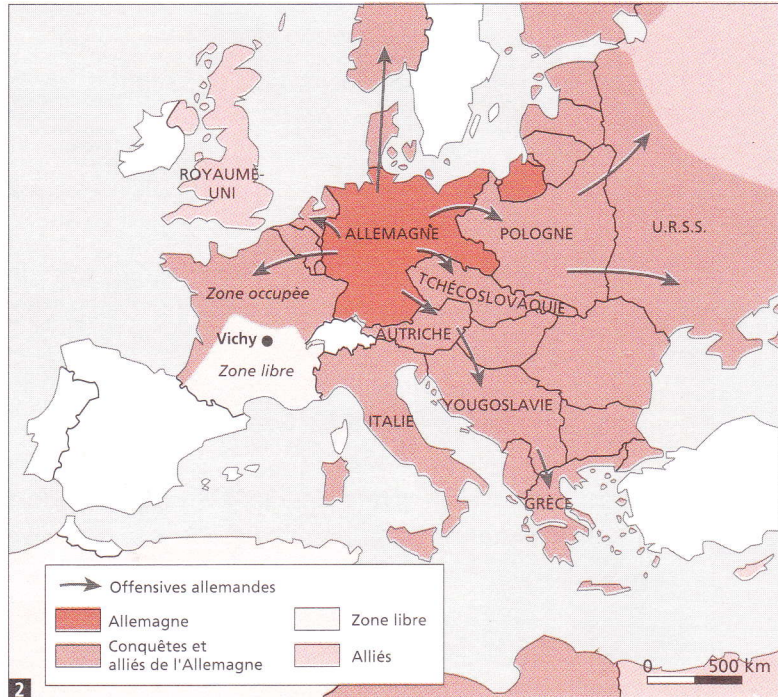 ROYAUME-
UNI
ALLEMAGNE
POLOGNE
U.R.S.S.
Zone occupée
TCHÉCOSLOVAQUIE
Vichy
AUTRICHE
Zone libre
ITALIE
YOUGOSLAVIE
GRÈCE
Offensives allemandes
Allemagne
Zone libre
Conquêtes et
alliés de l'Allemagne
Alliés
0 500 km
2